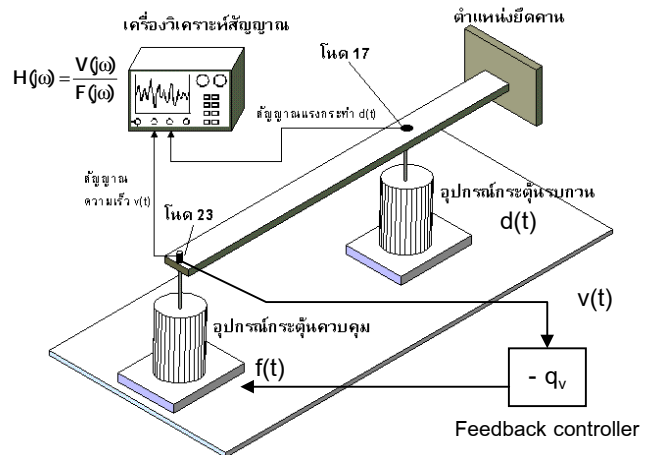 ตำแหน่งยึดคาน
เครื่องวิเคราะห์สัญญาณ
โนด 17
H(jω) = V(jω) / F(jω)
สัญญาณแรงกระทำ d(t)
สัญญาณ
ความเร็ว v(t)
โนด 23
อุปกรณ์กระตุ้นรบกวน
d(t)
v(t)
อุปกรณ์กระตุ้นควบคุม
f(t)
- qv
Feedback controller